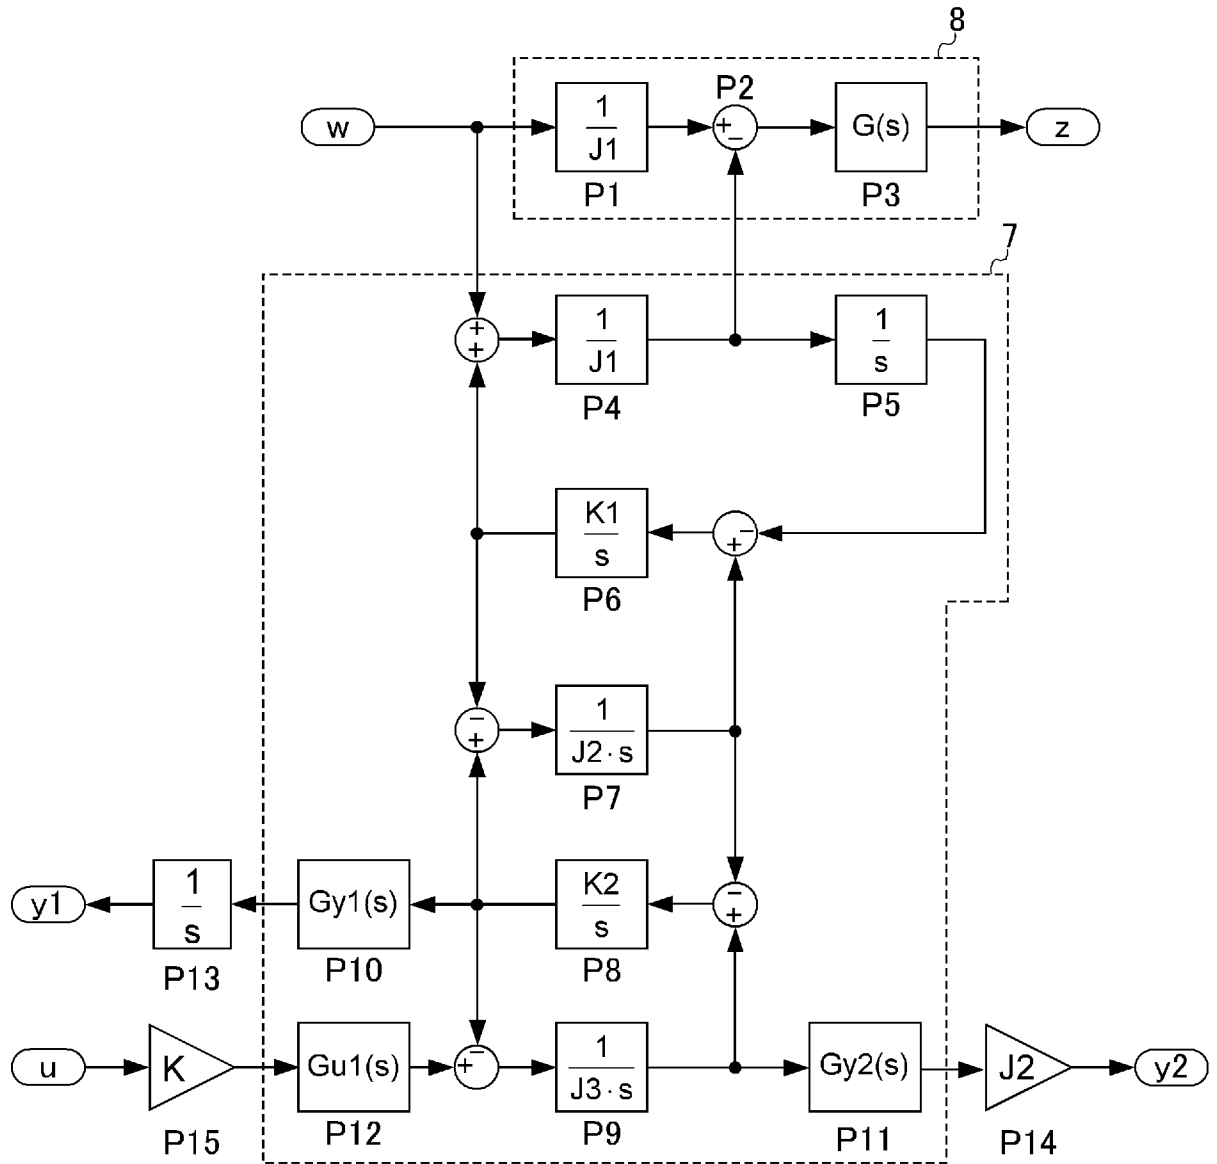 8
w
1
J1
P1
P2
+
−
G(s)
P3
z
7
+
+
1
J1
P4
1
s
P5
K1
s
P6
−
+
−
+
1
J2·s
P7
y1
1
s
P13
Gy1(s)
P10
K2
s
P8
−
+
u
K
P15
Gu1(s)
P12
+
−
1
J3·s
P9
Gy2(s)
P11
J2
P14
y2